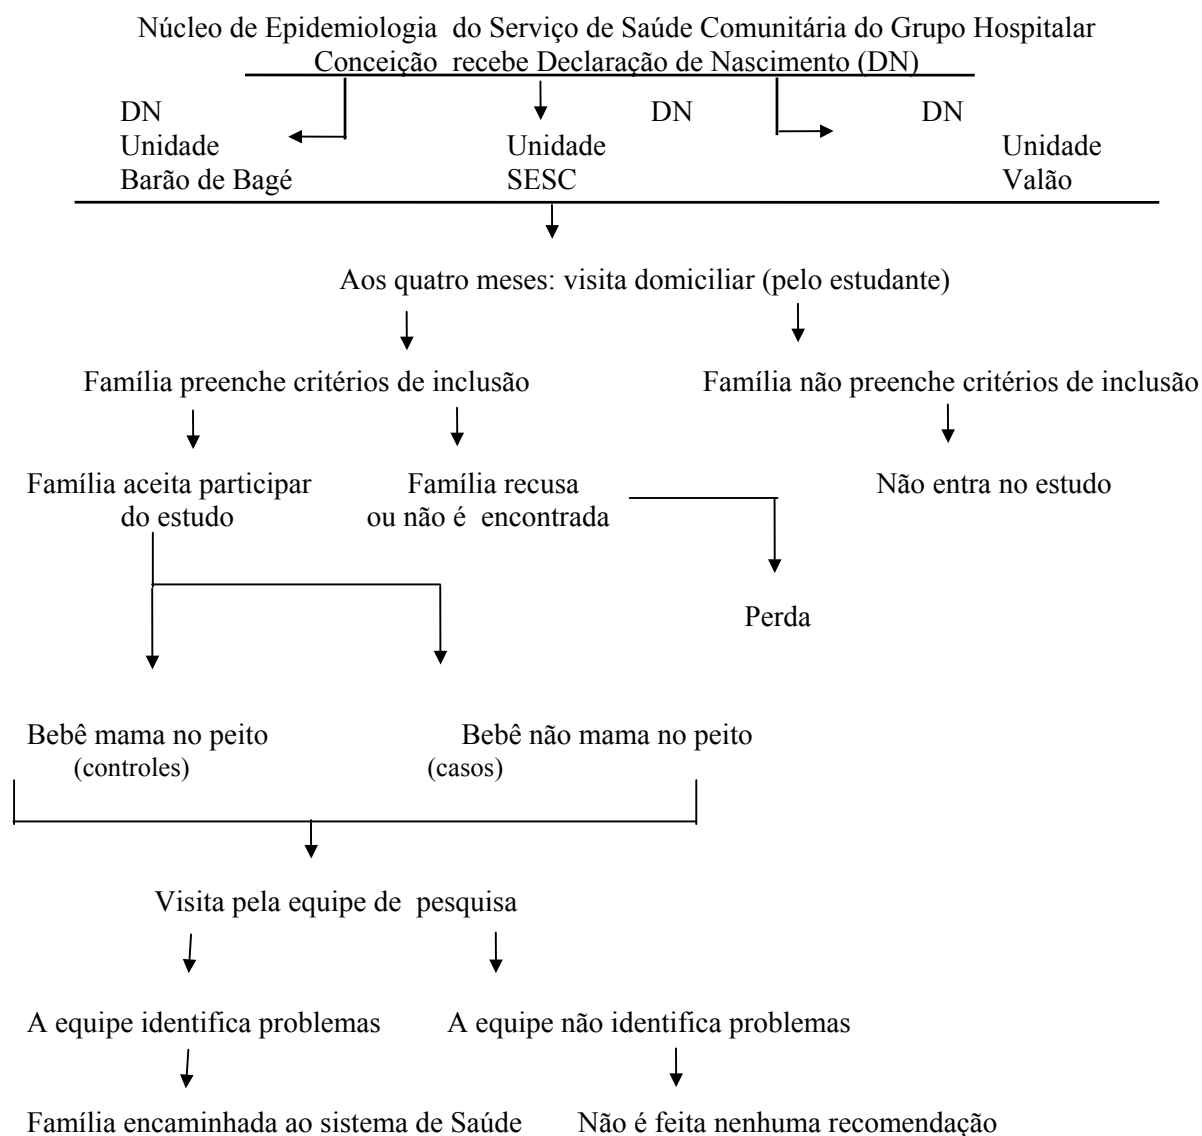 Núcleo de Epidemiologia do Serviço de Saúde Comunitária do Grupo Hospitalar
Conceição recebe Declaração de Nascimento (DN)
DN
DN
DN
Unidade
Barão de Bagé
Unidade
SESC
Unidade
Valão
Aos quatro meses: visita domiciliar (pelo estudante)
Família preenche critérios de inclusão
Família não preenche critérios de inclusão
Família aceita participar
do estudo
Família recusa
ou não é encontrada
Não entra no estudo
Perda
Bebê mama no peito
(controles)
Bebê não mama no peito
(casos)
Visita pela equipe de pesquisa
A equipe identifica problemas
A equipe não identifica problemas
Família encaminhada ao sistema de Saúde
Não é feita nenhuma recomendação